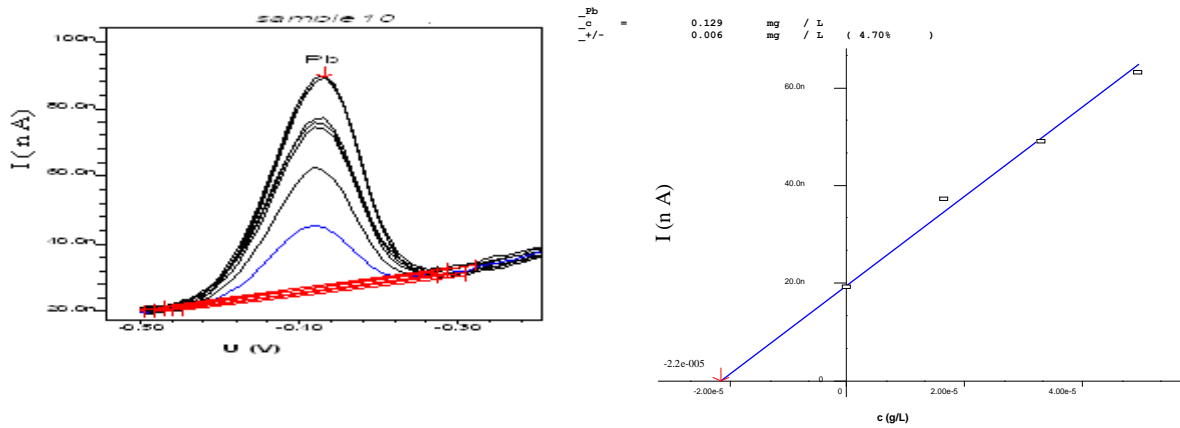 sample 10
100n
Pb
80.0n
60.0n
40.0n
20.0n
I ( n A)
-0.50 -0.40 -0.30
U (V)
_Pb
_c = 0.129 mg / L
_+/- 0.006 mg / L ( 4.70% )
60.0n
40.0n
20.0n
0
I (n A)
-2.2e-005
-2.00e-5 0 2.00e-5 4.00e-5
c (g/L)